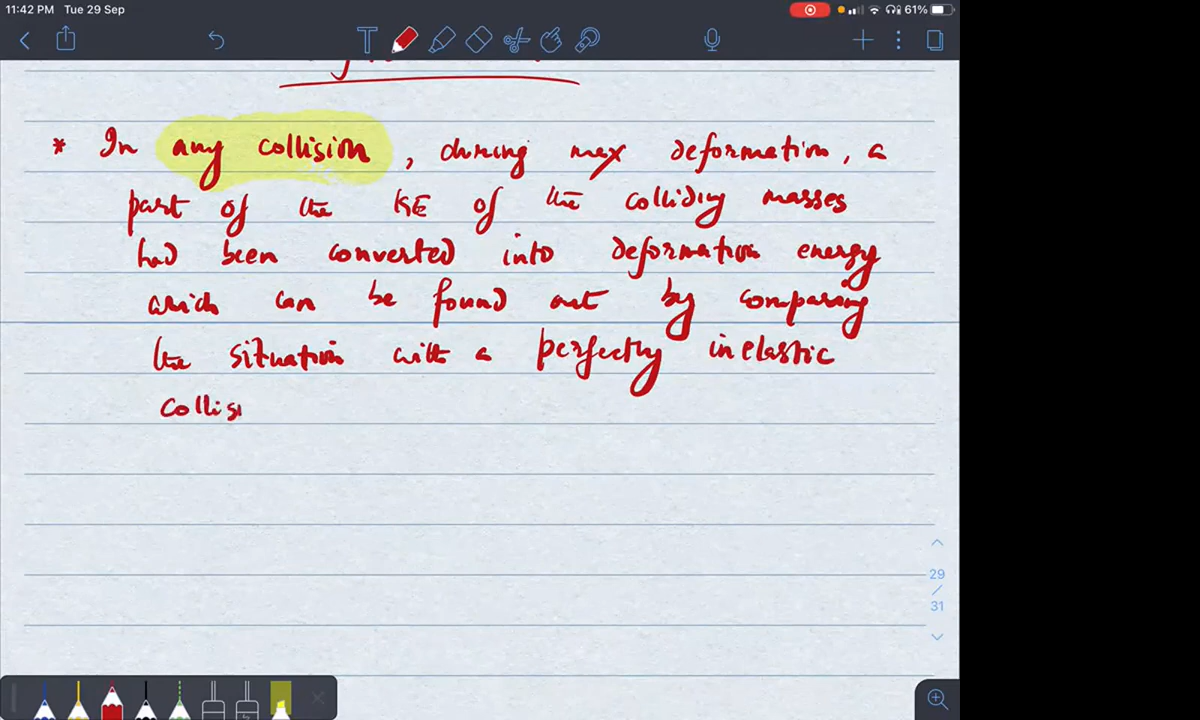 11:42 PM Tue 29 Sep
61%
* In any collision, during max deformation, a
part of the KE of the colliding masses
had been converted into deformation energy
which can be found out by comparing
the situation with a perfectly inelastic
collisi
29
/
31